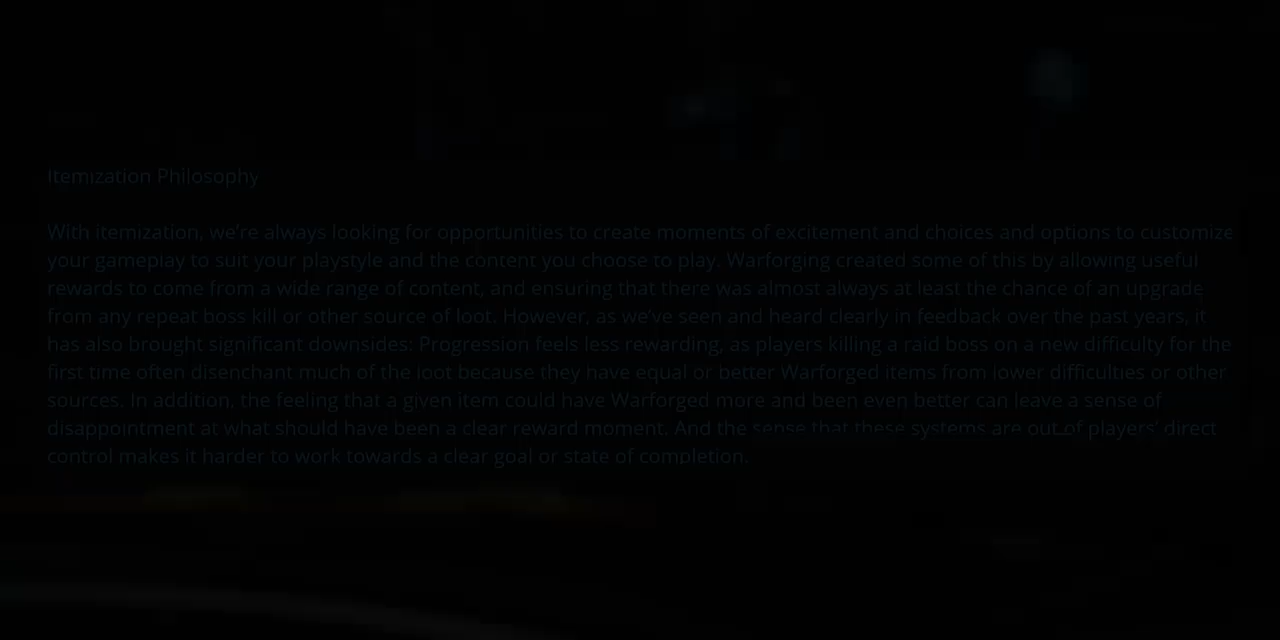 Itemization Philosophy
With itemization, we’re always looking for opportunities to create moments of excitement and choices and options to customize
your gameplay to suit your playstyle and the content you choose to play. Warforging created some of this by allowing useful
rewards to come from a wide range of content, and ensuring that there was almost always at least the chance of an upgrade
from any repeat boss kill or other source of loot. However, as we’ve seen and heard clearly in feedback over the past years, it
has also brought significant downsides: Progression feels less rewarding, as players killing a raid boss on a new difficulty for the
first time often disenchant much of the loot because they have equal or better Warforged items from lower difficulties or other
sources. In addition, the feeling that a given item could have Warforged more and been even better can leave a sense of
disappointment at what should have been a clear reward moment. And the sense that these systems are out of players’ direct
control makes it harder to work towards a clear goal or state of completion.